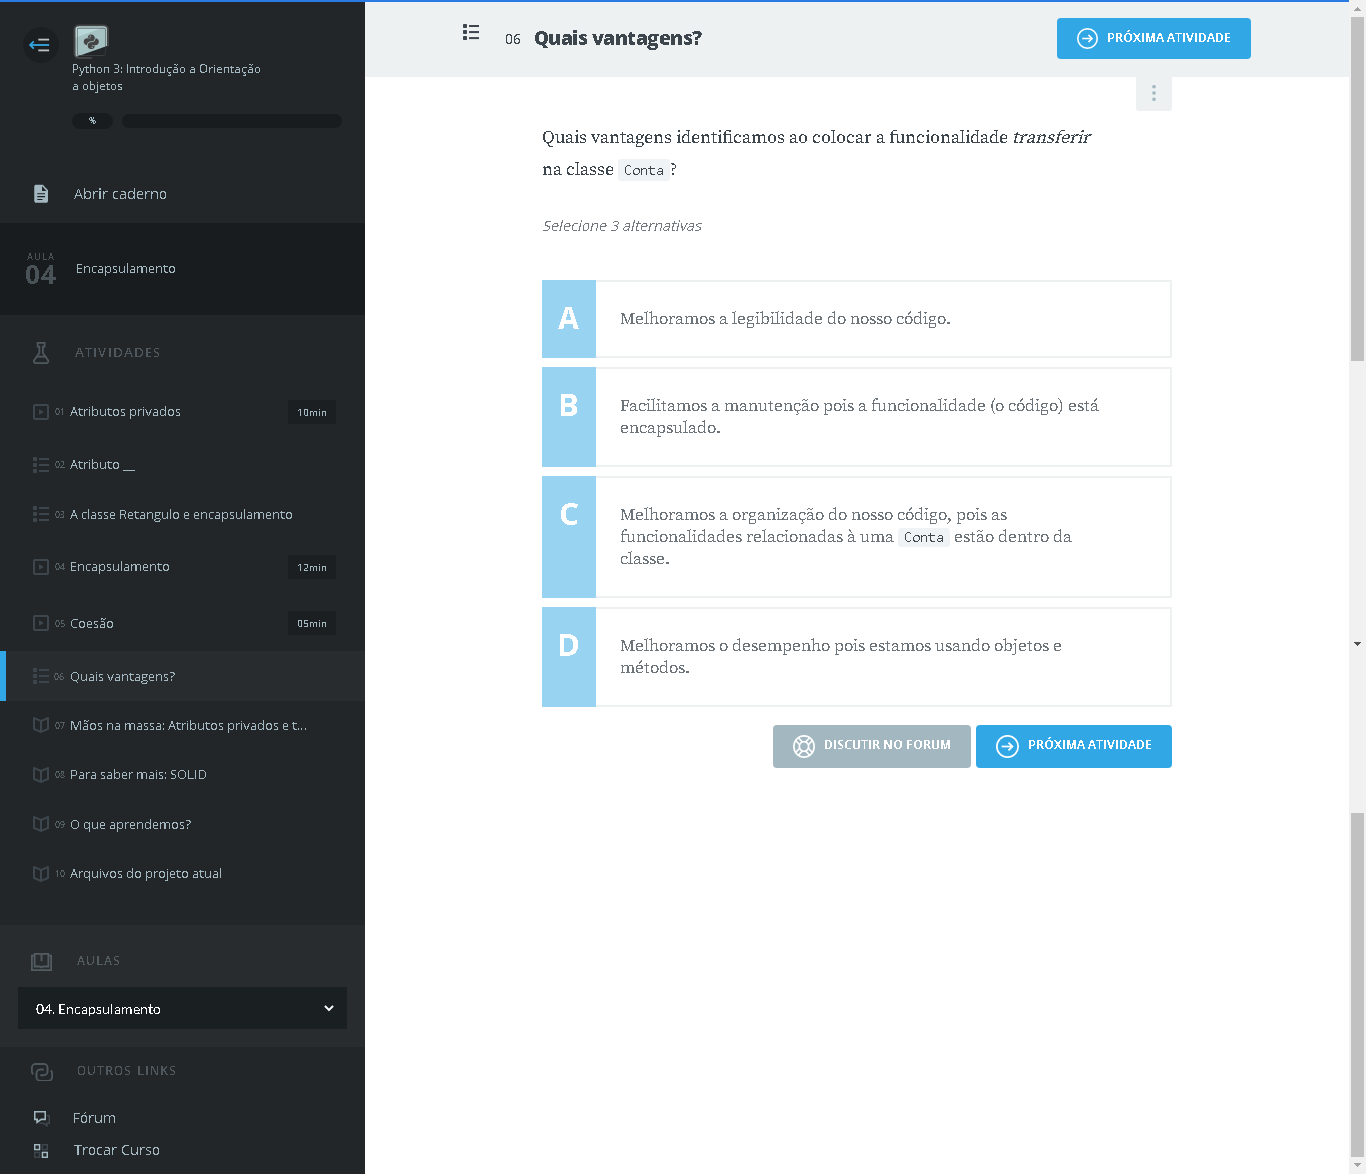 Python 3: Introdução a Orientação
a objetos
%
Abrir caderno
AULA
04
Encapsulamento
ATIVIDADES
01 Atributos privados 10min
02 Atributo __
03 A classe Retangulo e encapsulamento
04 Encapsulamento 12min
05 Coesão 05min
06 Quais vantagens?
07 Mãos na massa: Atributos privados e t...
08 Para saber mais: SOLID
09 O que aprendemos?
10 Arquivos do projeto atual
AULAS
04. Encapsulamento
OUTROS LINKS
Fórum
Trocar Curso
06 Quais vantagens?
PRÓXIMA ATIVIDADE
Quais vantagens identificamos ao colocar a funcionalidade transferir
na classe Conta?
Selecione 3 alternativas
A
Melhoramos a legibilidade do nosso código.
B
Facilitamos a manutenção pois a funcionalidade (o código) está
encapsulado.
C
Melhoramos a organização do nosso código, pois as
funcionalidades relacionadas à uma Conta estão dentro da
classe.
D
Melhoramos o desempenho pois estamos usando objetos e
métodos.
DISCUTIR NO FORUM
PRÓXIMA ATIVIDADE